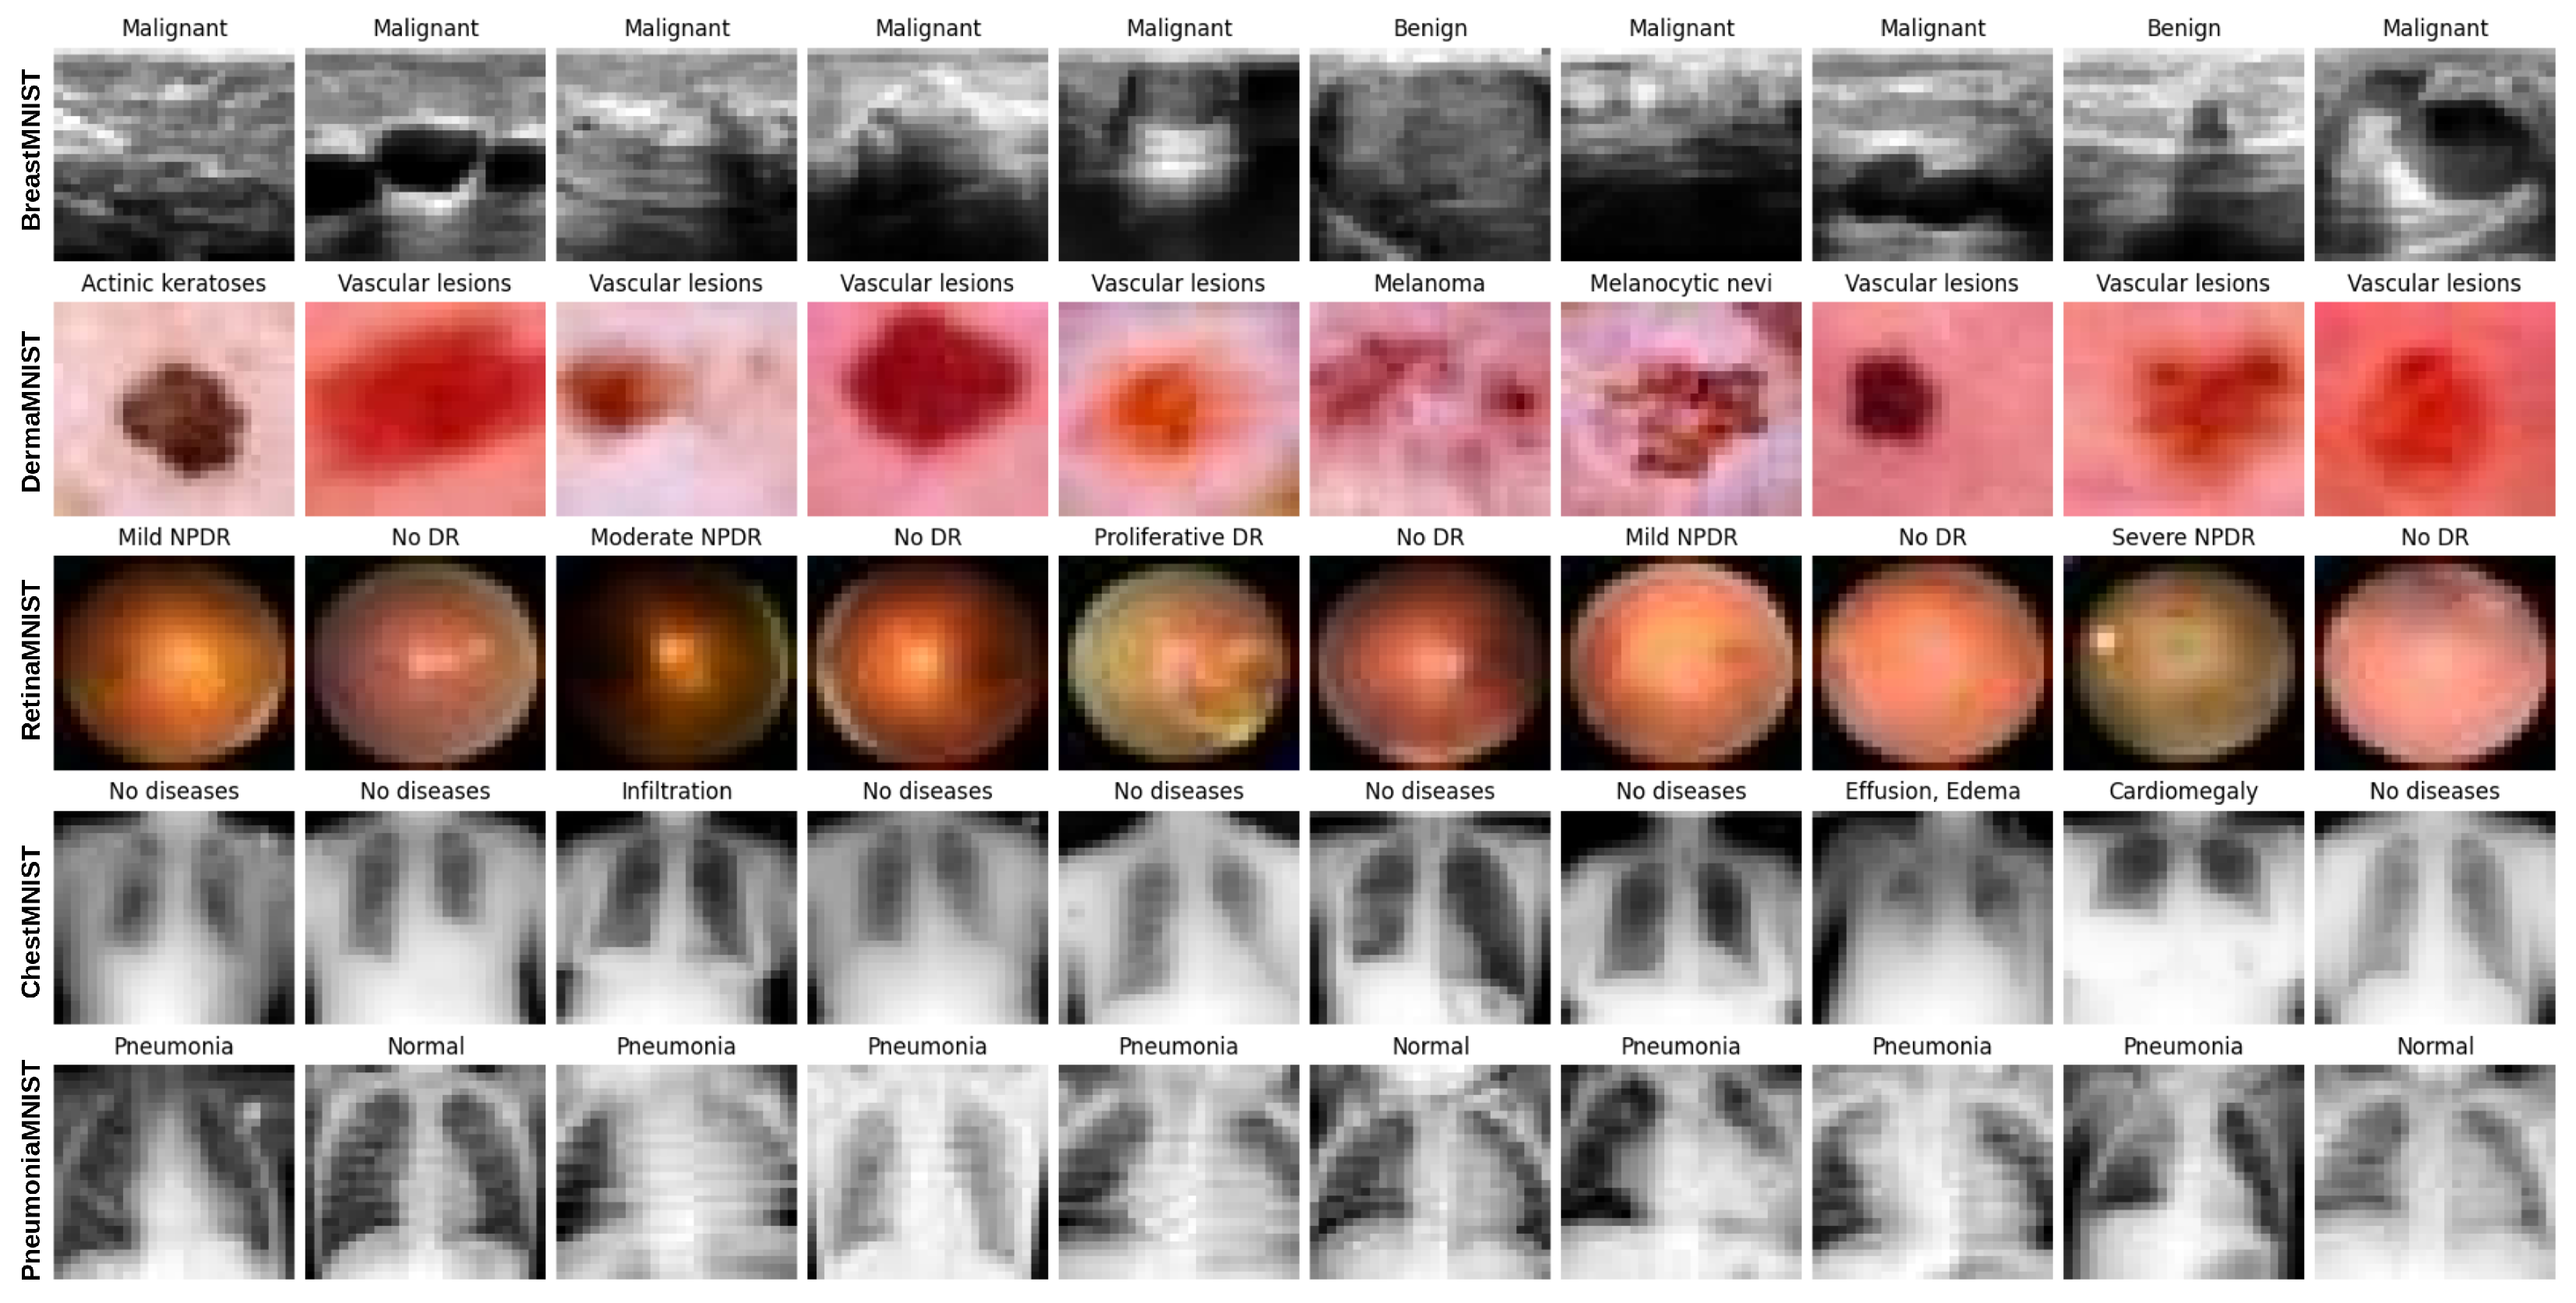 Malignant Malignant Malignant Malignant Malignant Benign Malignant Malignant Benign Malignant
BreastMNIST
Actinic keratoses Vascular lesions Vascular lesions Vascular lesions Vascular lesions Melanoma Melanocytic nevi Vascular lesions Vascular lesions Vascular lesions
DermaMNIST
Mild NPDR No DR Moderate NPDR No DR Proliferative DR No DR Mild NPDR No DR Severe NPDR No DR
RetinaMNIST
No diseases No diseases Infiltration No diseases No diseases No diseases No diseases Effusion, Edema Cardiomegaly No diseases
ChestMNIST
Pneumonia Normal Pneumonia Pneumonia Pneumonia Normal Pneumonia Pneumonia Pneumonia Normal
PneumoniaMNIST